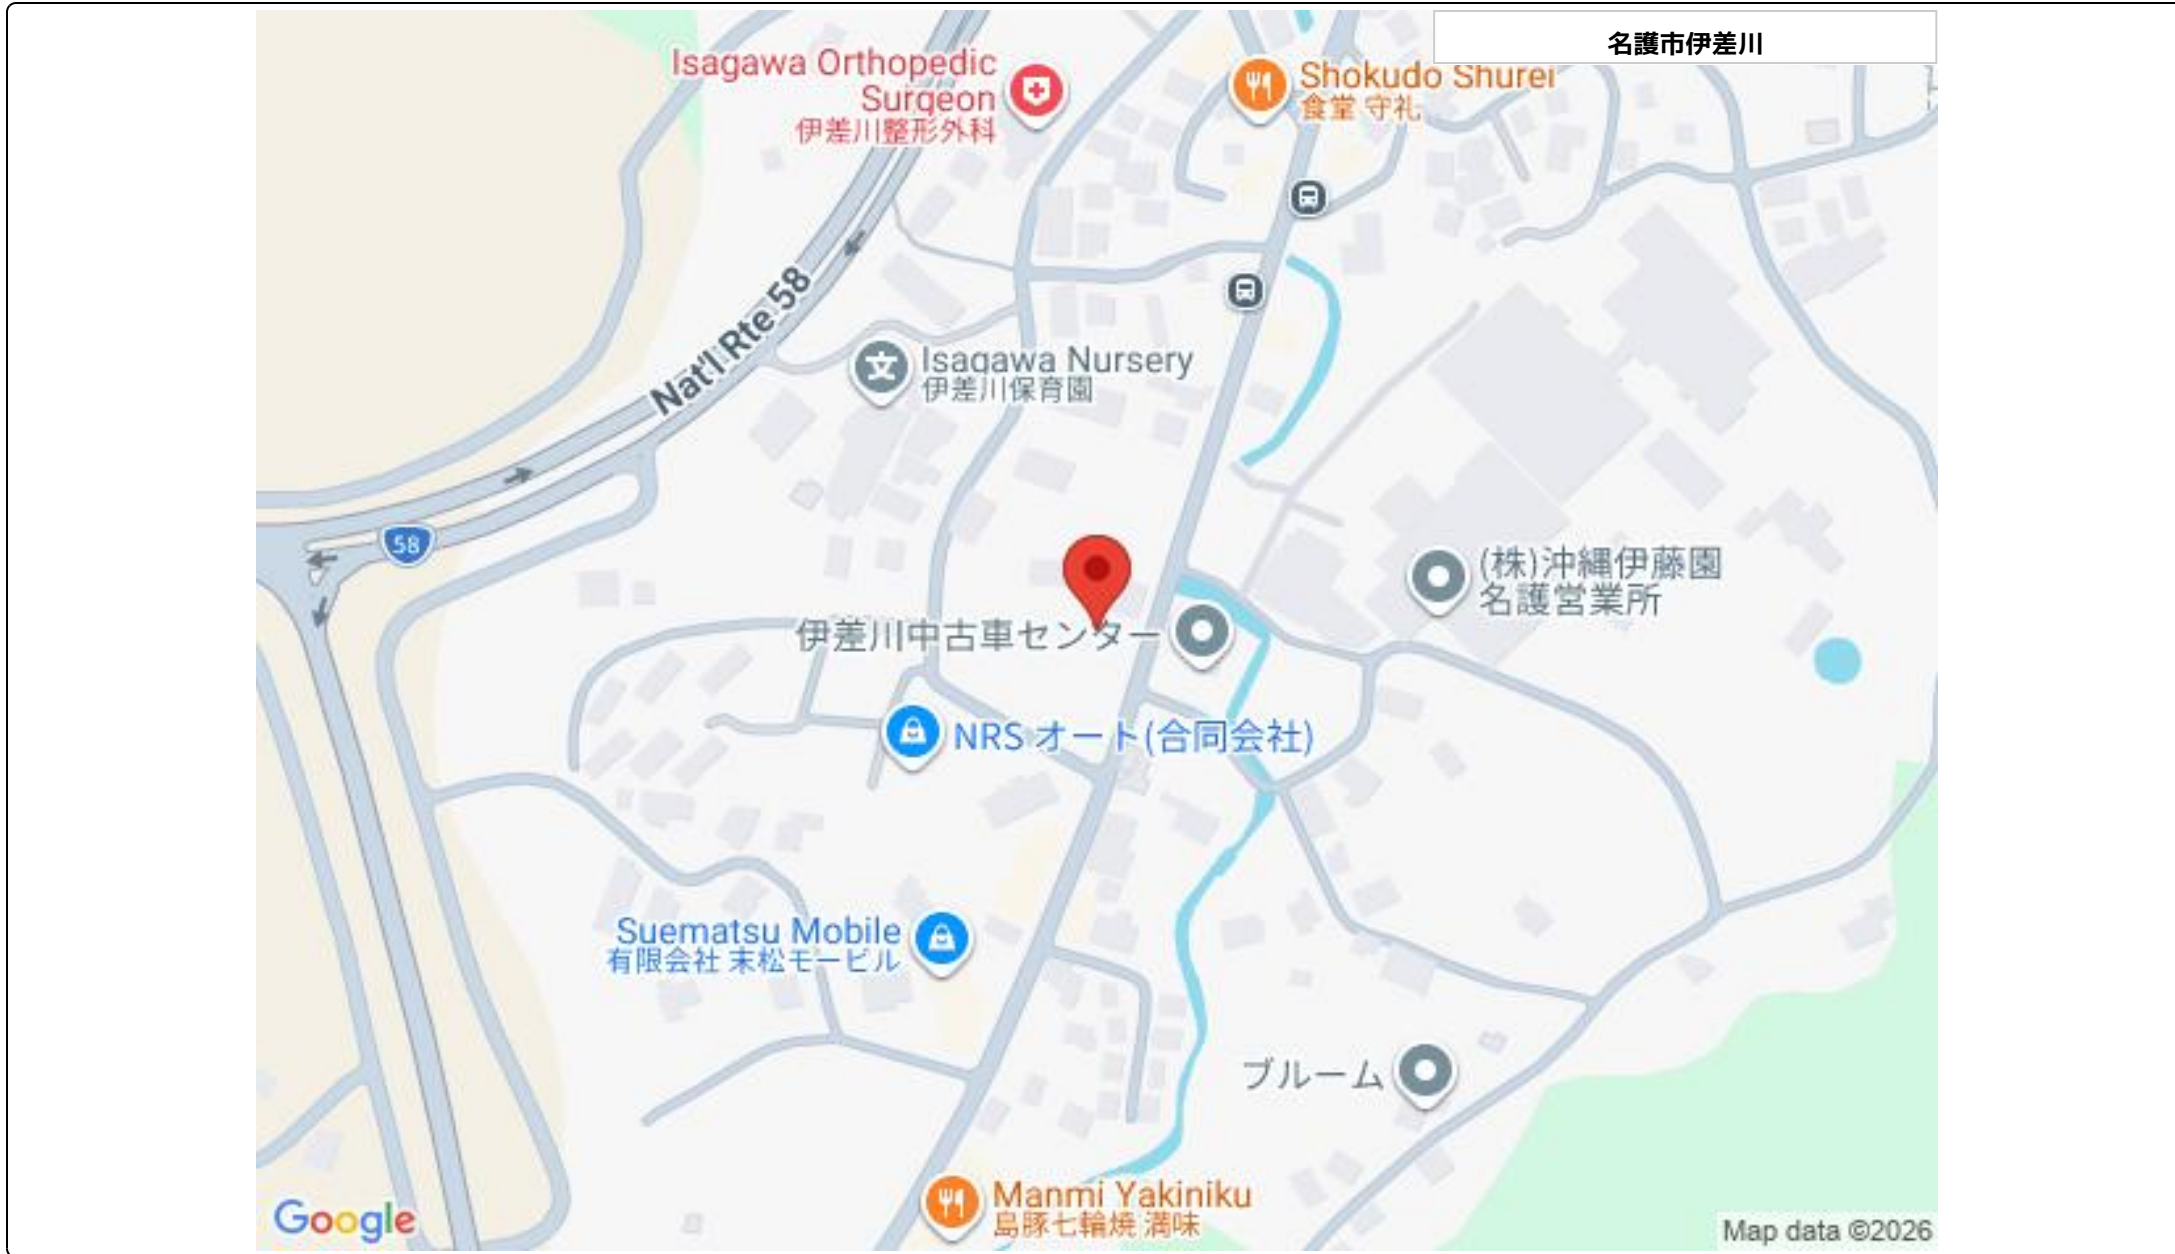 名護市伊差川
Isagawa Orthopedic
Surgeon
伊差川整形外科
Shokudo Shurei
食堂 守礼
Nat'l Rte 58
Isagawa Nursery
伊差川保育園
58
(株)沖縄伊藤園
名護営業所
伊差川中古車センター
NRS オート(合同会社)
Suematsu Mobile
有限会社 末松モービル
ブルーム
Manmi Yakiniku
島豚七輪焼 満味
Google
Map data ©2026